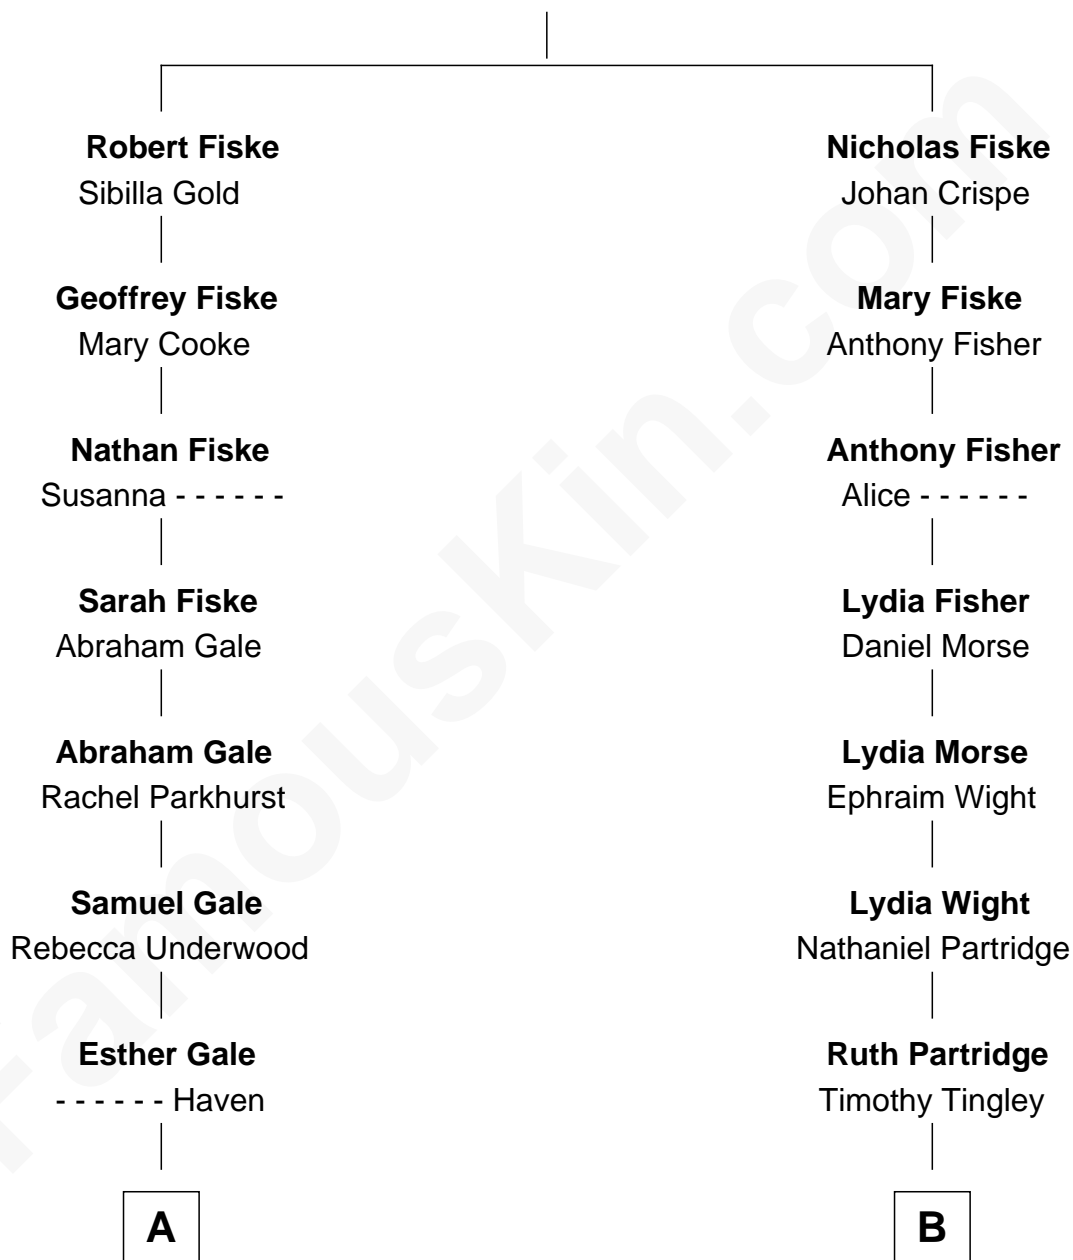 Robert Fiske
Sibilla Gold
Geoffrey Fiske
Mary Cooke
Nathan Fiske
Susanna - - - - - -
Sarah Fiske
Abraham Gale
Abraham Gale
Rachel Parkhurst
Samuel Gale
Rebecca Underwood
Esther Gale
- - - - - - Haven
A
Nicholas Fiske
Johan Crispe
Mary Fiske
Anthony Fisher
Anthony Fisher
Alice - - - - - -
Lydia Fisher
Daniel Morse
Lydia Morse
Ephraim Wight
Lydia Wight
Nathaniel Partridge
Ruth Partridge
Timothy Tingley
B
FamousKin.com